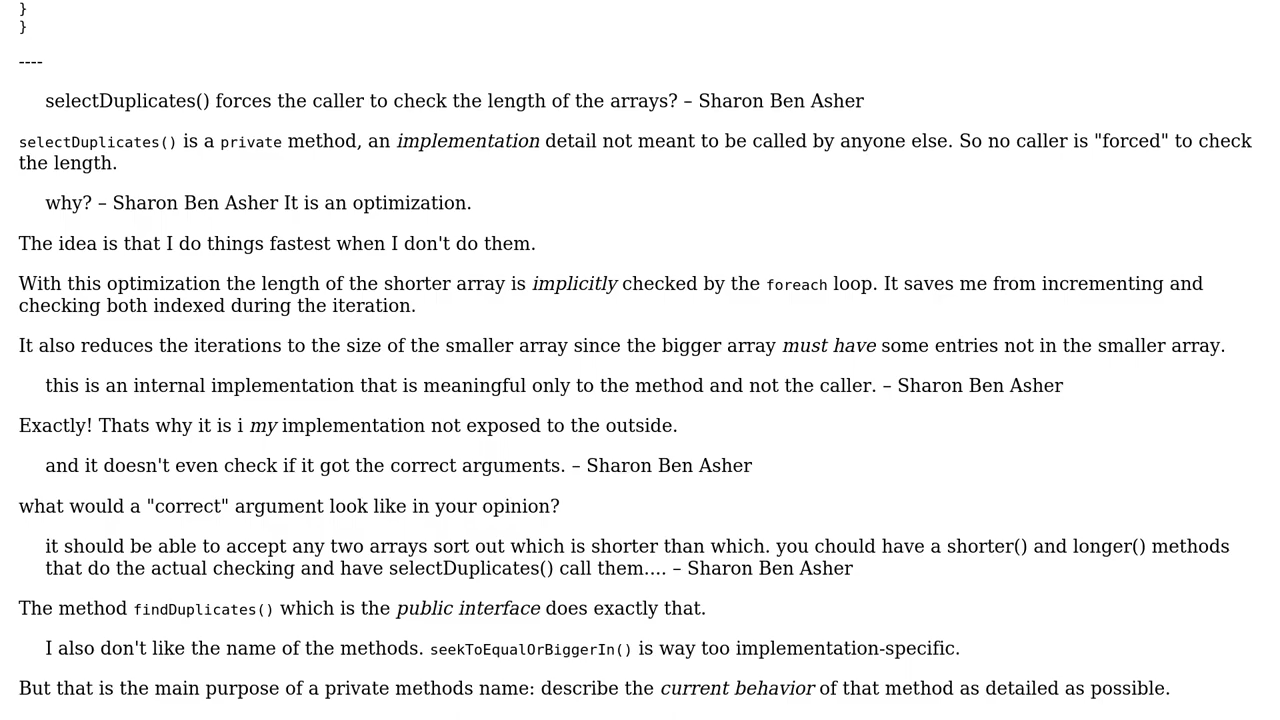 }
}
----
selectDuplicates() forces the caller to check the length of the arrays? – Sharon Ben Asher
selectDuplicates() is a private method, an implementation detail not meant to be called by anyone else. So no caller is "forced" to check
the length.
why? – Sharon Ben Asher It is an optimization.
The idea is that I do things fastest when I don't do them.
With this optimization the length of the shorter array is implicitly checked by the foreach loop. It saves me from incrementing and
checking both indexed during the iteration.
It also reduces the iterations to the size of the smaller array since the bigger array must have some entries not in the smaller array.
this is an internal implementation that is meaningful only to the method and not the caller. – Sharon Ben Asher
Exactly! Thats why it is i my implementation not exposed to the outside.
and it doesn't even check if it got the correct arguments. – Sharon Ben Asher
what would a "correct" argument look like in your opinion?
it should be able to accept any two arrays sort out which is shorter than which. you chould have a shorter() and longer() methods
that do the actual checking and have selectDuplicates() call them.... – Sharon Ben Asher
The method findDuplicates() which is the public interface does exactly that.
I also don't like the name of the methods. seekToEqualOrBiggerIn() is way too implementation-specific.
But that is the main purpose of a private methods name: describe the current behavior of that method as detailed as possible.